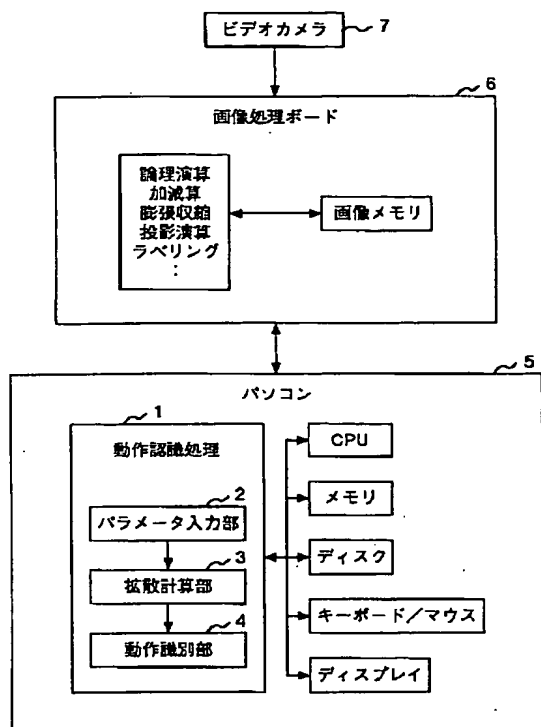 ビデオカメラ
7
6
画像処理ボード
論理演算
加減算
膨張収縮
投影演算
ラベリング
:
画像メモリ
5
パソコン
1
動作認識処理
2
パラメータ入力部
3
拡散計算部
4
動作識別部
CPU
メモリ
ディスク
キーボード/マウス
ディスプレイ